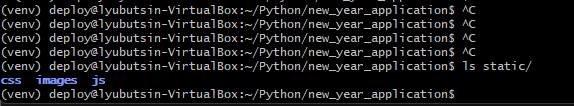 (venv) deploy@lyubutsin-VirtualBox:~/Python/new_year_application$ ^C
(venv) deploy@lyubutsin-VirtualBox:~/Python/new_year_application$ ^C
(venv) deploy@lyubutsin-VirtualBox:~/Python/new_year_application$ ^C
(venv) deploy@lyubutsin-VirtualBox:~/Python/new_year_application$ ^C
(venv) deploy@lyubutsin-VirtualBox:~/Python/new_year_application$ ls static/
css  images  js
(venv) deploy@lyubutsin-VirtualBox:~/Python/new_year_application$